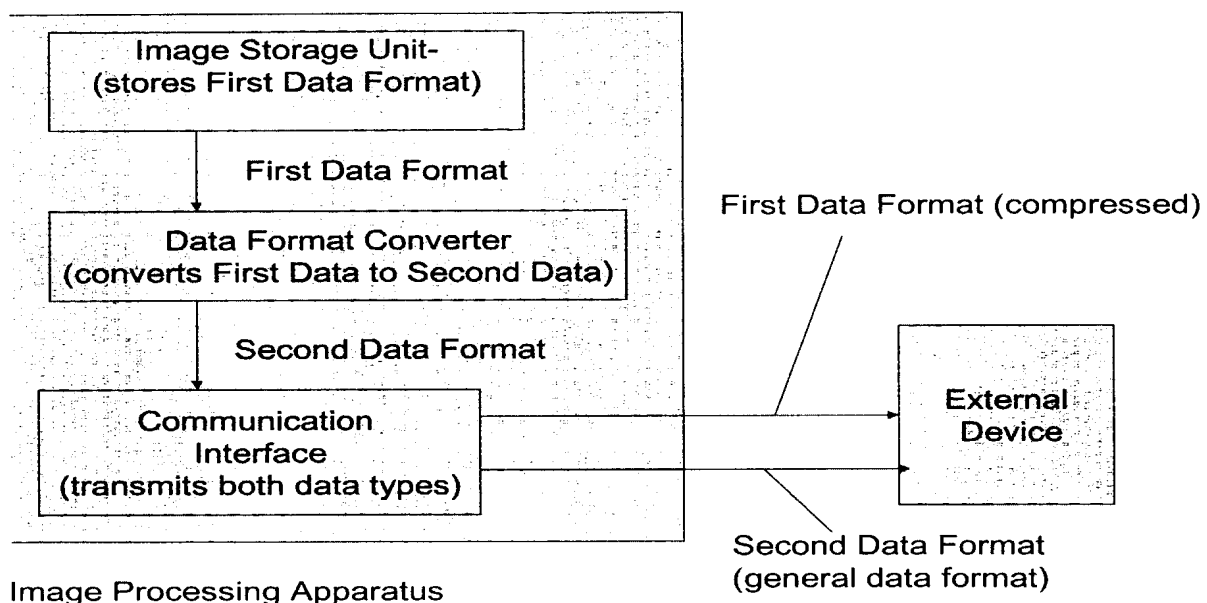 Image Storage Unit-
(stores First Data Format)
First Data Format
Data Format Converter
(converts First Data to Second Data)
Second Data Format
Communication
Interface
(transmits both data types)
First Data Format (compressed)
External
Device
Second Data Format
(general data format)
Image Processing Apparatus